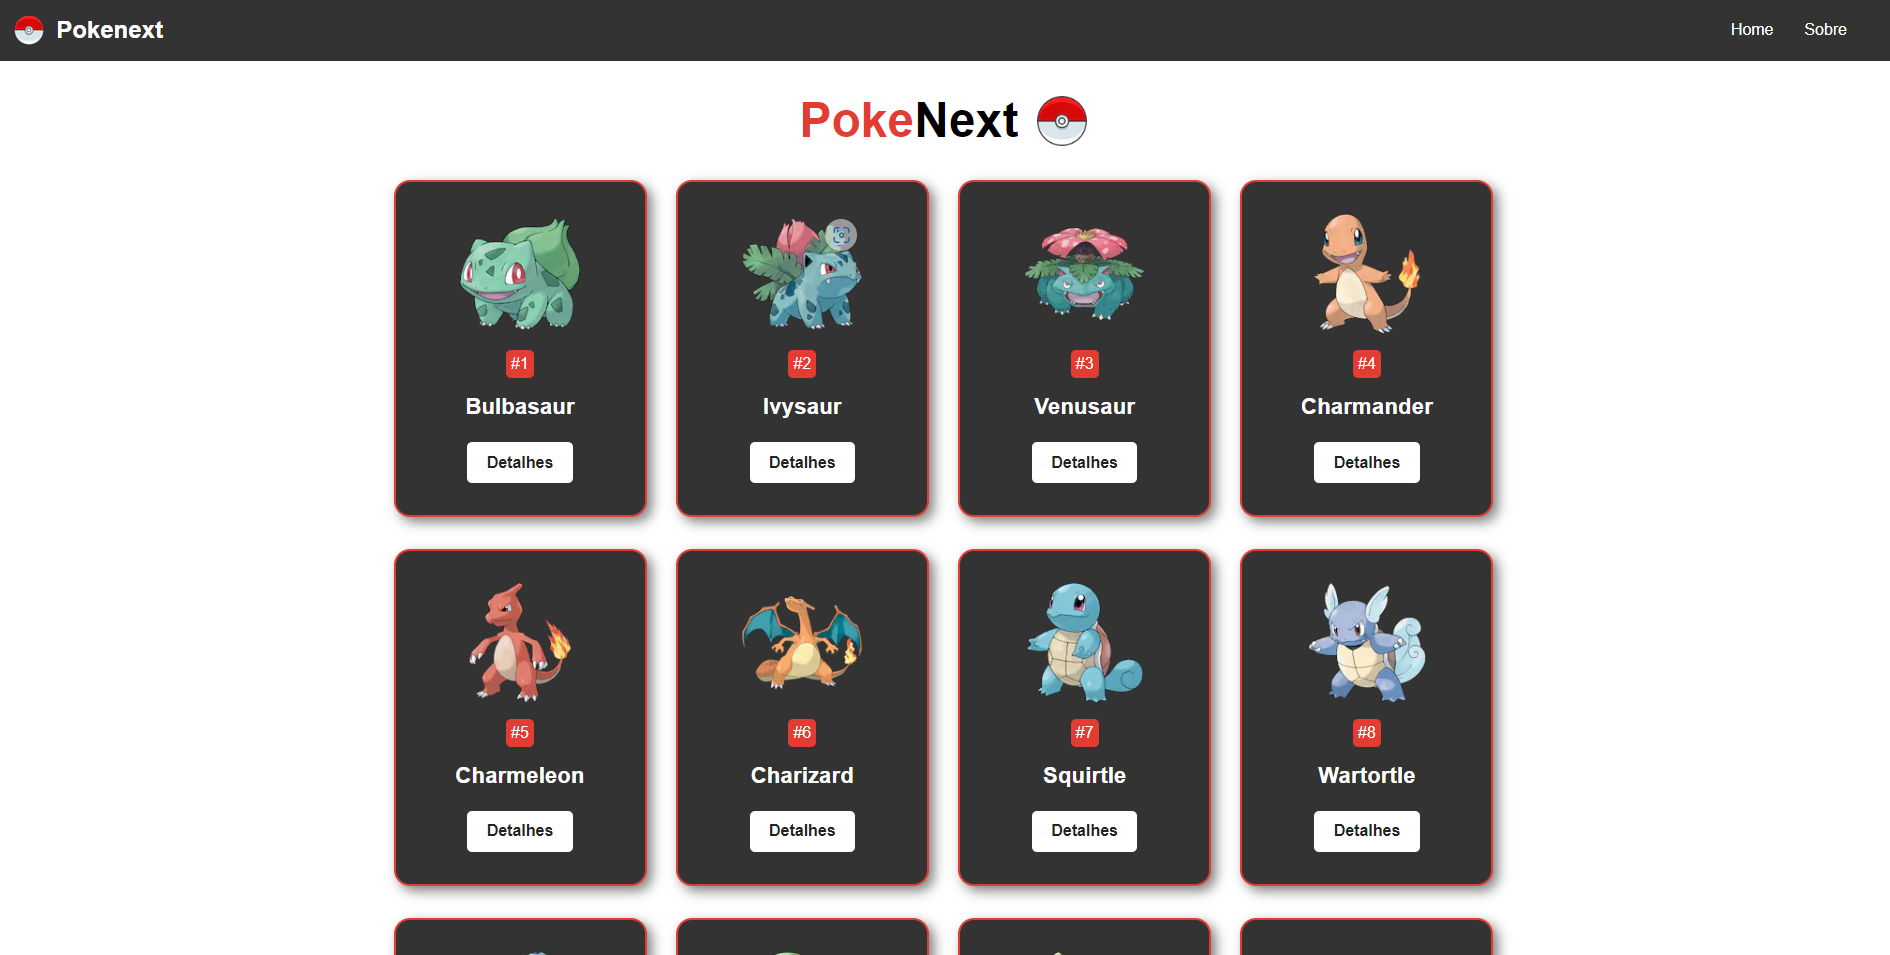 Pokenext
Home Sobre
PokeNext
#1 #2 #3 #4
Bulbasaur Ivysaur Venusaur Charmander
Detalhes Detalhes Detalhes Detalhes
#5 #6 #7 #8
Charmeleon Charizard Squirtle Wartortle
Detalhes Detalhes Detalhes Detalhes